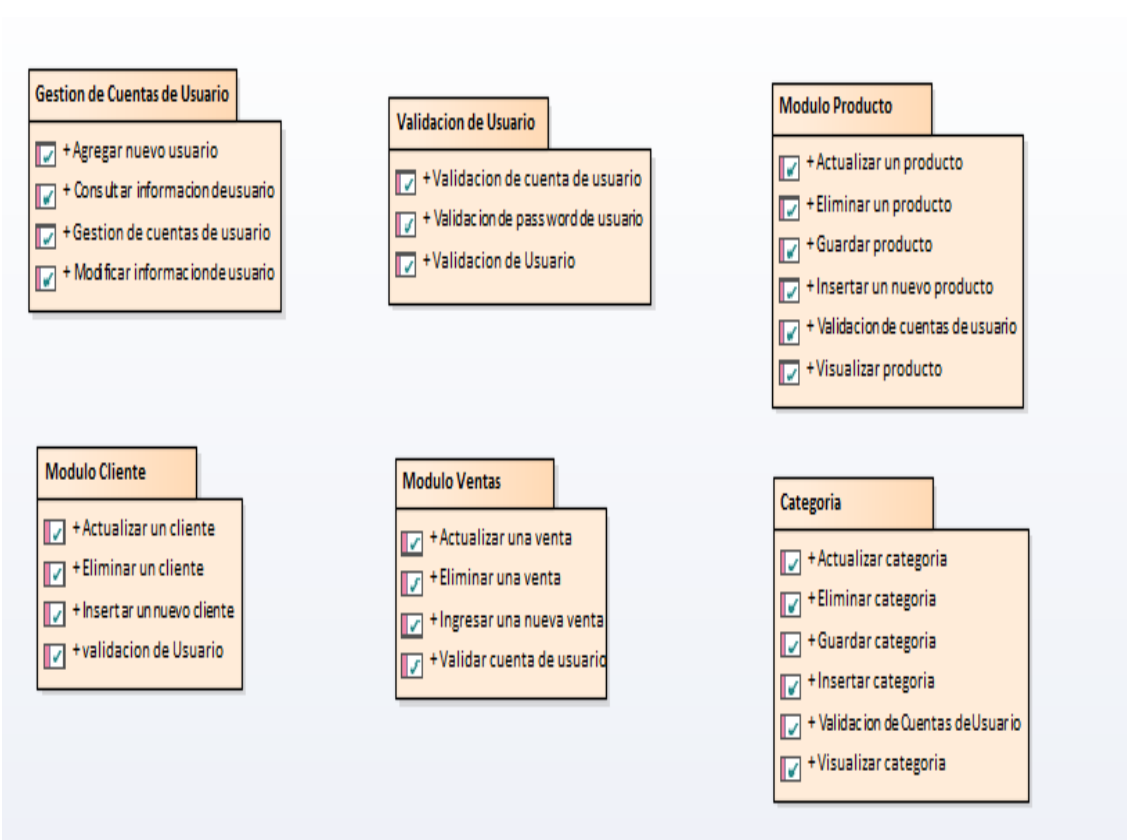 Gestion de Cuentas de Usuario
+Agregar nuevo usuario
+Consultar informacion deusuario
+Gestion de cuentas de usuario
+Modificar informacionde usuario
Validacion de Usuario
+Validacion de cuenta de usuario
+Validacion de password de usuario
+Validacion de Usuario
Modulo Producto
+Actualizar un producto
+Eliminar un producto
+Guardar producto
+Insertar un nuevo producto
+Validacion de cuentas de usuario
+Visualizar producto
Modulo Cliente
+Actualizar un cliente
+Eliminar un cliente
+Insertar un nuevo cliente
+validacion de Usuario
Modulo Ventas
+Actualizar una venta
+Eliminar una venta
+Ingresar una nueva venta
+Validar cuenta de usuario
Categoria
+Actualizar categoria
+Eliminar categoria
+Guardar categoria
+Insertar categoria
+Validacion de Cuentas de Usuario
+Visualizar categoria